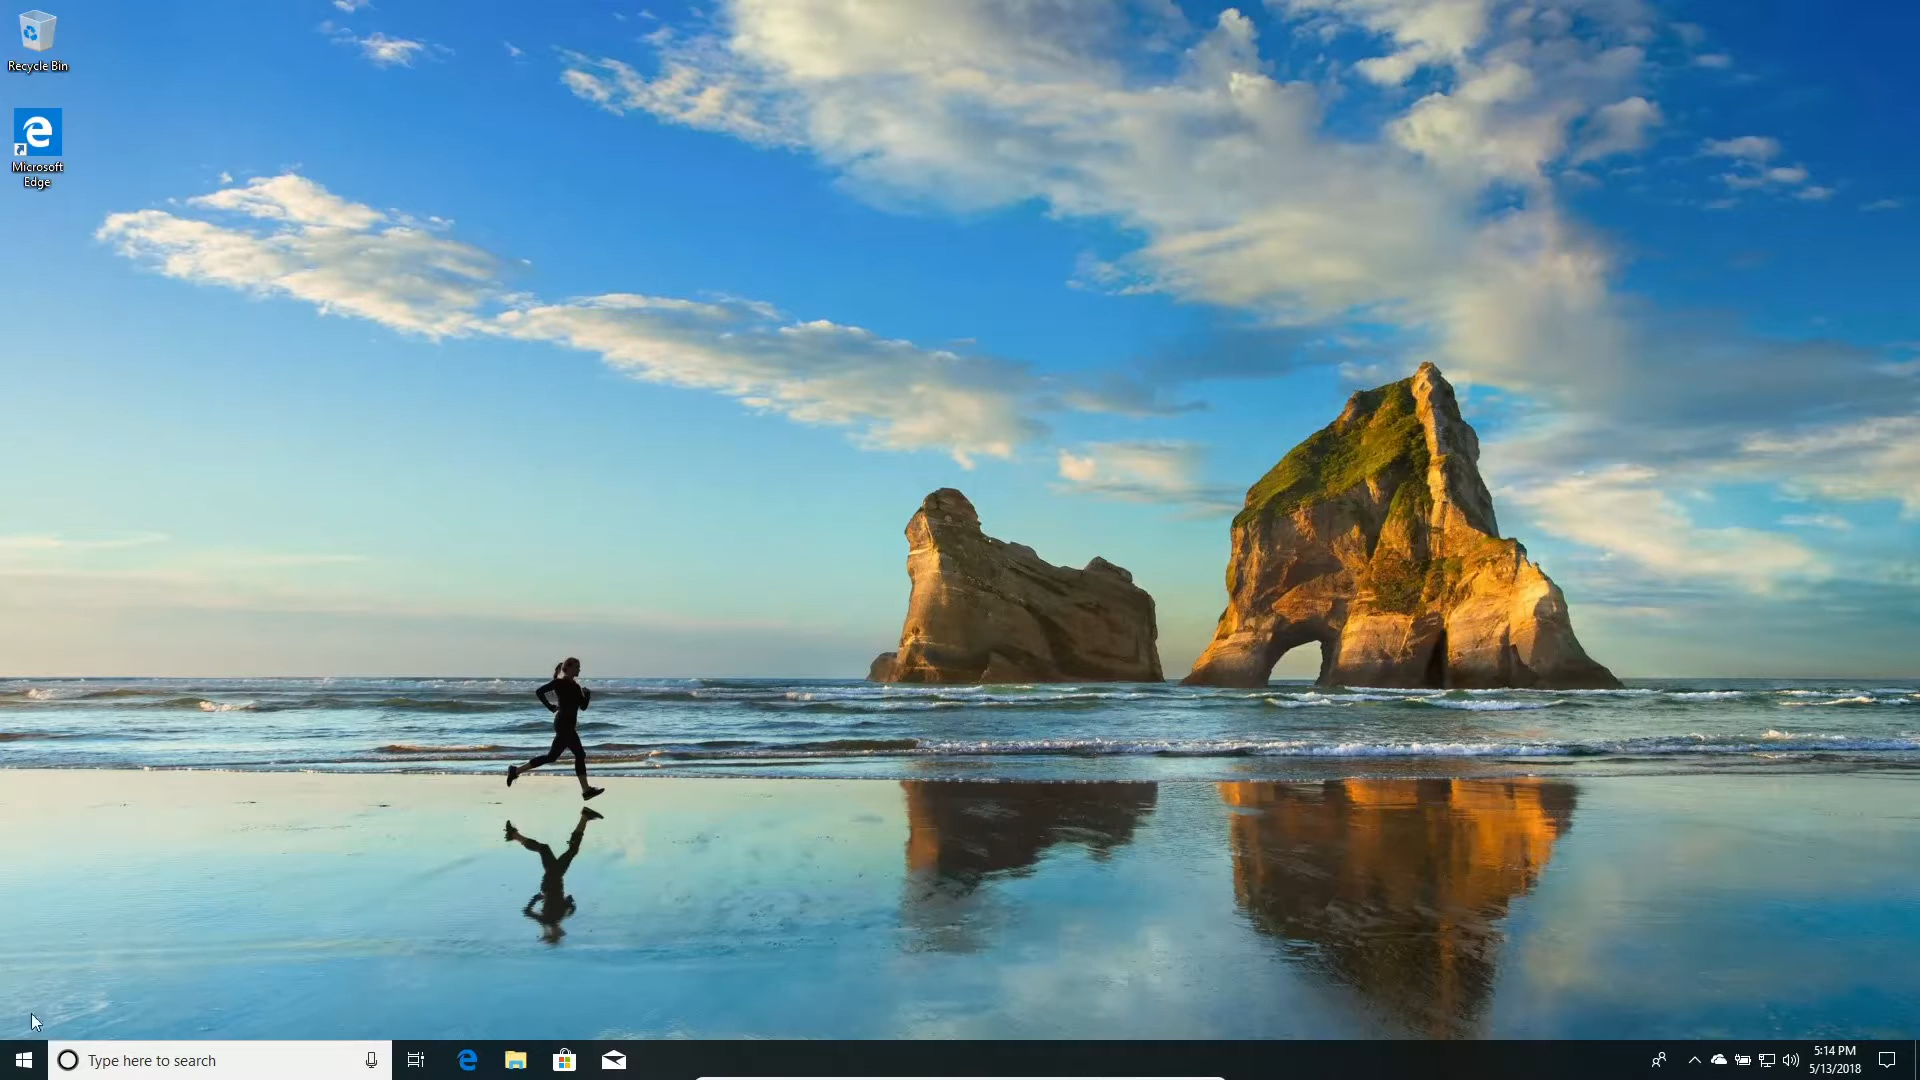 Recycle Bin
Microsoft
Edge
Type here to search
5:14 PM
5/13/2018